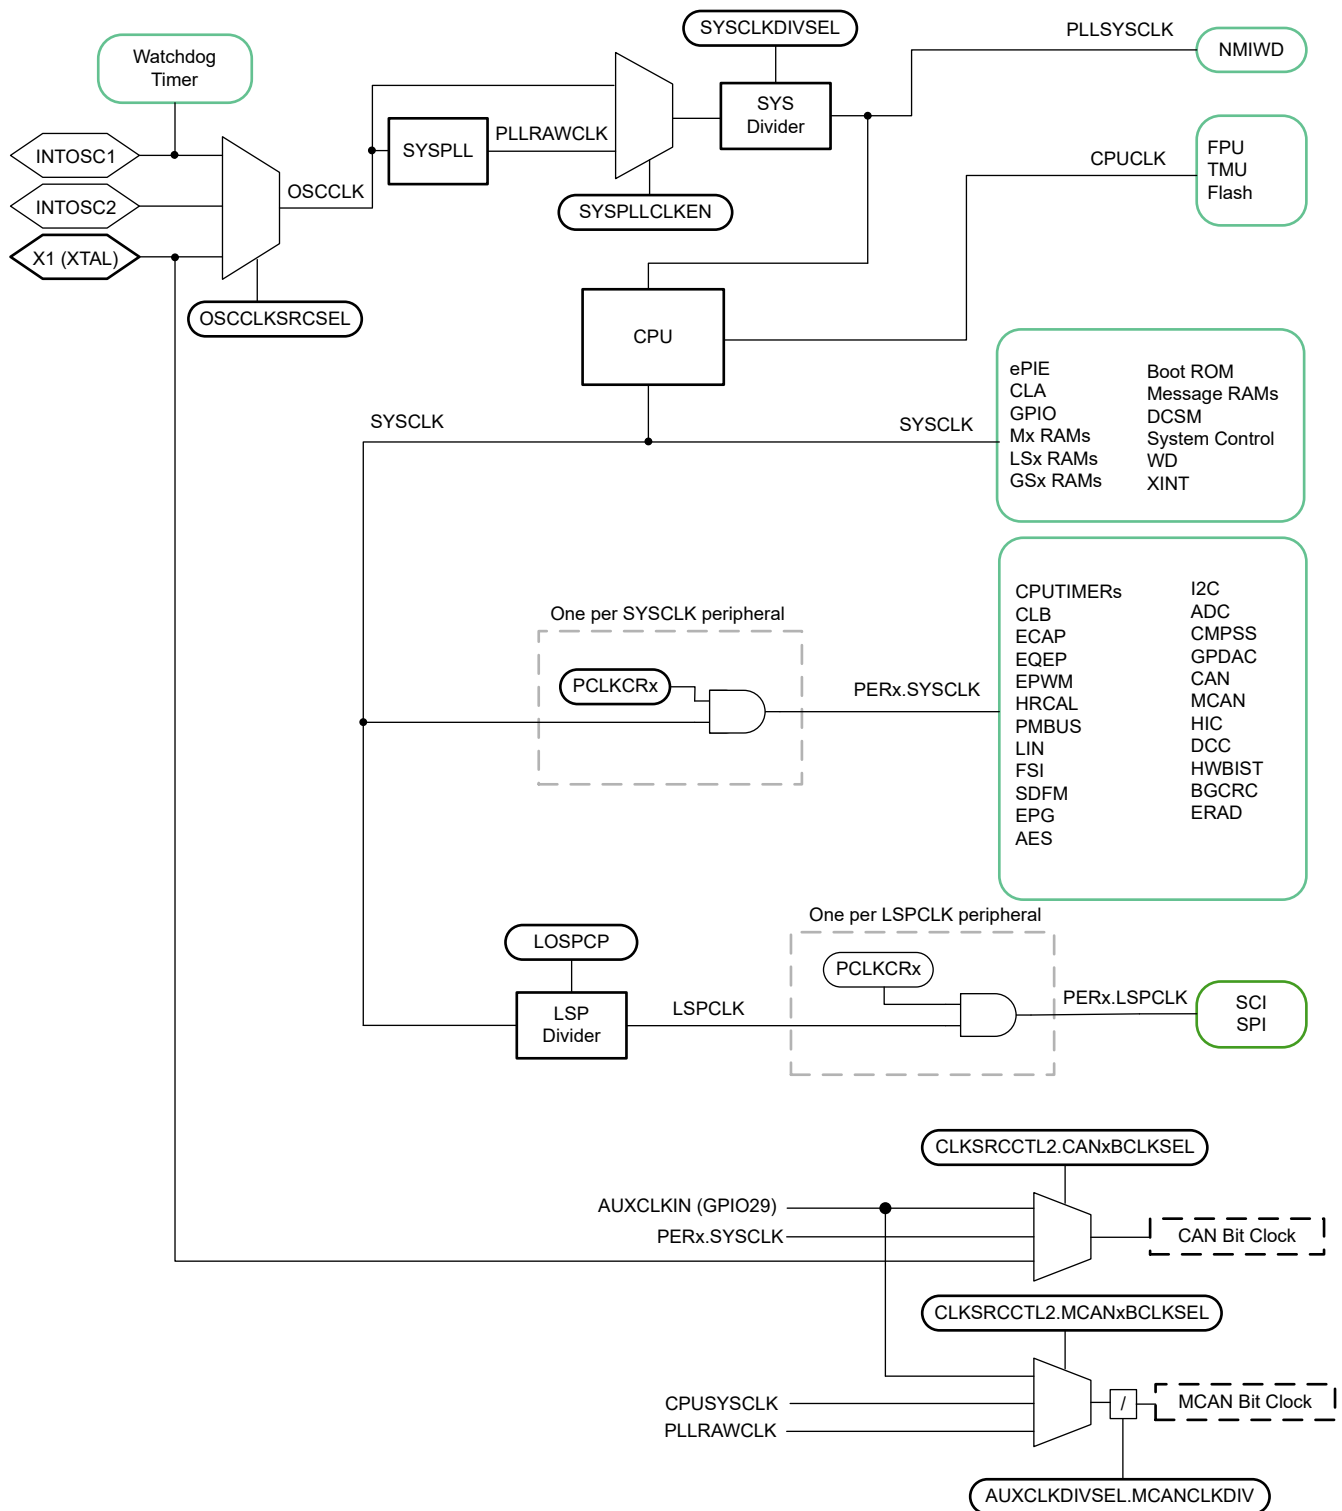 SYSCLKDIVSEL
PLLSYSCLK
NMIWD
Watchdog
Timer
SYS
Divider
INTOSC1
OSCCLK
SYSPLL
PLLRAWCLK
CPUCLK
FPU
TMU
Flash
INTOSC2
SYSPLLCLKEN
X1 (XTAL)
OSCCLKSRCSEL
CPU
SYSCLK
SYSCLK
ePIE
CLA
GPIO
Mx RAMs
LSx RAMs
GSx RAMs
Boot ROM
Message RAMs
DCSM
System Control
WD
XINT
One per SYSCLK peripheral
PCLKCRx
PERx.SYSCLK
CPUTIMERs
CLB
ECAP
EQEP
EPWM
HRCAL
PMBUS
LIN
FSI
SDFM
EPG
AES
I2C
ADC
CMPSS
GPDAC
CAN
MCAN
HIC
DCC
HWBIST
BGCRC
ERAD
One per LSPCLK peripheral
LOSPCP
PCLKCRx
LSP
Divider
LSPCLK
PERx.LSPCLK
SCI
SPI
CLKSRCCTL2.CANxBCLKSEL
AUXCLKIN (GPIO29)
PERx.SYSCLK
CAN Bit Clock
CLKSRCCTL2.MCANxBCLKSEL
CPUSYSCLK
PLLRAWCLK
/
MCAN Bit Clock
AUXCLKDIVSEL.MCANCLKDIV